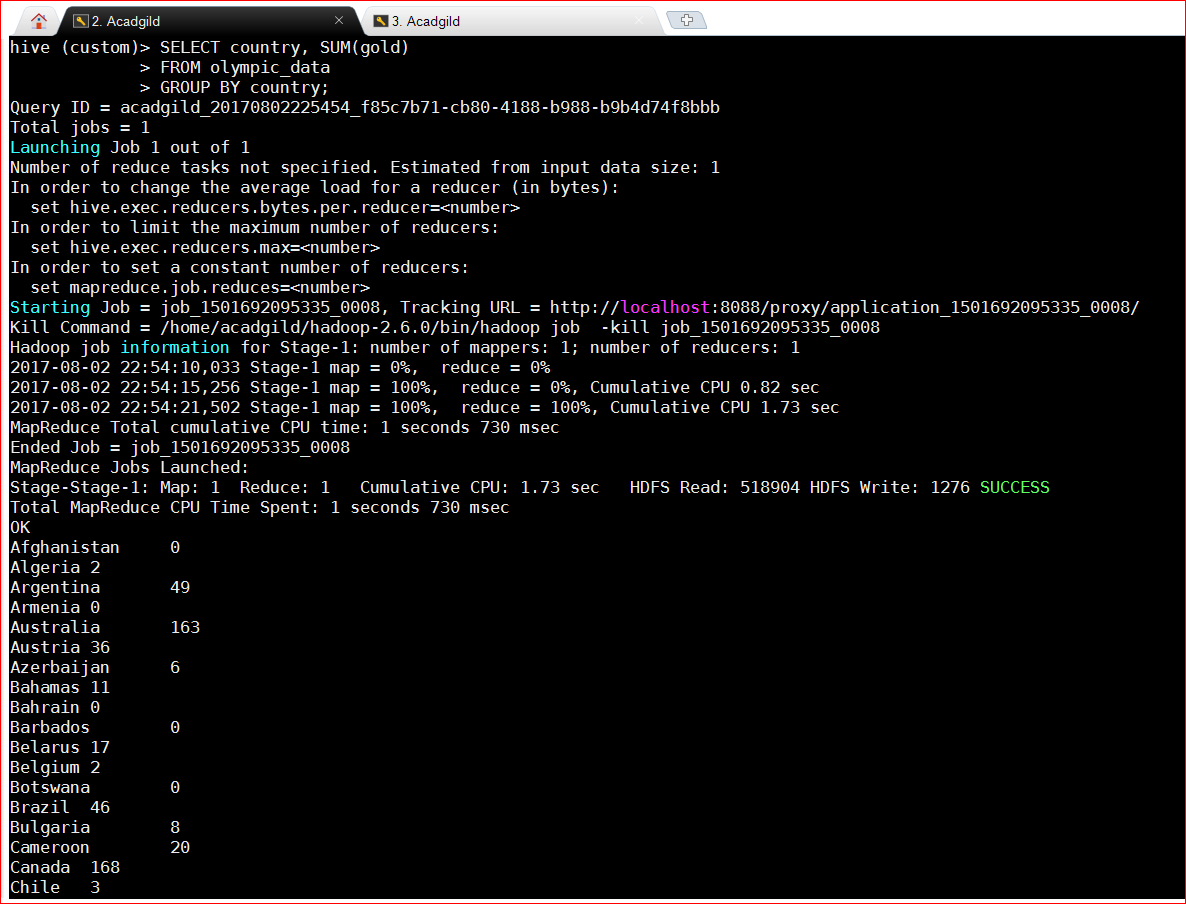 2. Acadgild
3. Acadgild
hive (custom)> SELECT country, SUM(gold)
> FROM olympic_data
> GROUP BY country;
Query ID = acadgild_20170802225454_f85c7b71-cb80-4188-b988-b9b4d74f8bbb
Total jobs = 1
Launching Job 1 out of 1
Number of reduce tasks not specified. Estimated from input data size: 1
In order to change the average load for a reducer (in bytes):
set hive.exec.reducers.bytes.per.reducer=<number>
In order to limit the maximum number of reducers:
set hive.exec.reducers.max=<number>
In order to set a constant number of reducers:
set mapreduce.job.reduces=<number>
Starting Job = job_1501692095335_0008, Tracking URL = http://localhost:8088/proxy/application_1501692095335_0008/
Kill Command = /home/acadgild/hadoop-2.6.0/bin/hadoop job  -kill job_1501692095335_0008
Hadoop job information for Stage-1: number of mappers: 1; number of reducers: 1
2017-08-02 22:54:10,033 Stage-1 map = 0%,  reduce = 0%
2017-08-02 22:54:15,256 Stage-1 map = 100%,  reduce = 0%, Cumulative CPU 0.82 sec
2017-08-02 22:54:21,502 Stage-1 map = 100%,  reduce = 100%, Cumulative CPU 1.73 sec
MapReduce Total cumulative CPU time: 1 seconds 730 msec
Ended Job = job_1501692095335_0008
MapReduce Jobs Launched:
Stage-Stage-1: Map: 1  Reduce: 1   Cumulative CPU: 1.73 sec   HDFS Read: 518904 HDFS Write: 1276 SUCCESS
Total MapReduce CPU Time Spent: 1 seconds 730 msec
OK
Afghanistan 0
Algeria 2
Argentina 49
Armenia 0
Australia 163
Austria 36
Azerbaijan 6
Bahamas 11
Bahrain 0
Barbados 0
Belarus 17
Belgium 2
Botswana 0
Brazil 46
Bulgaria 8
Cameroon 20
Canada 168
Chile 3